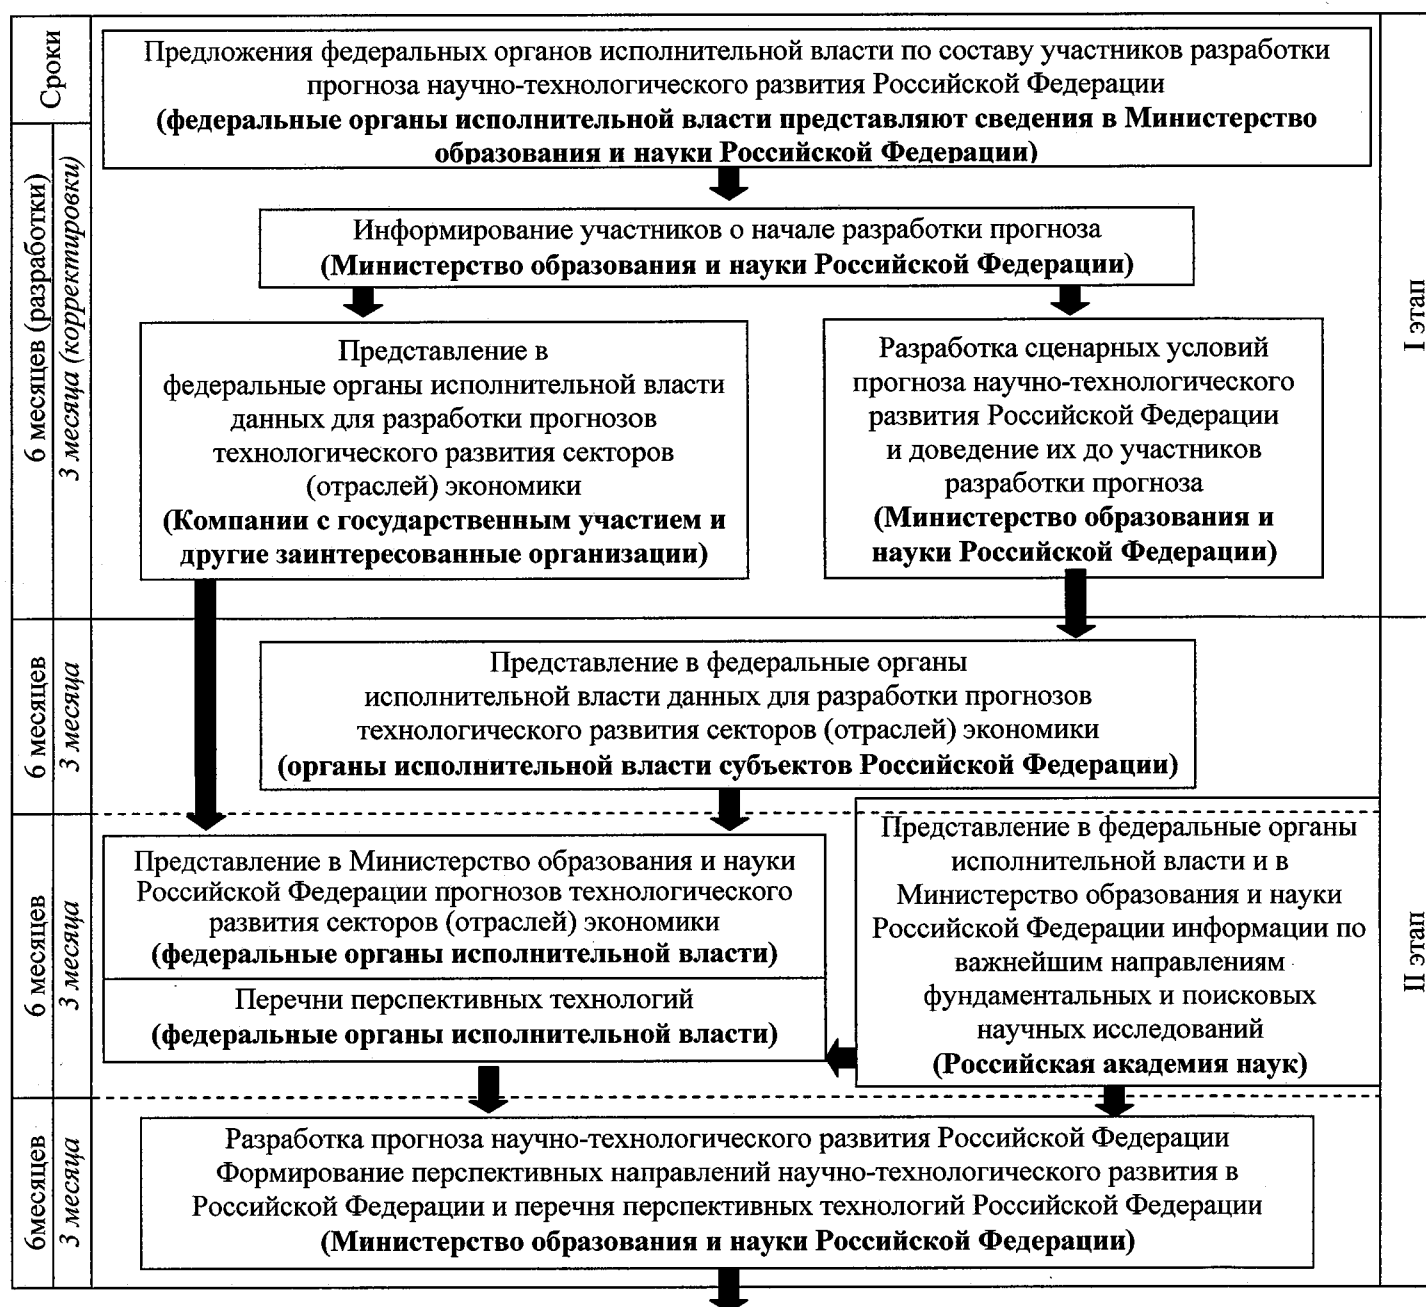 Сроки
Предложения федеральных органов исполнительной власти по составу участников разработки
прогноза научно-технологического развития Российской Федерации
(федеральные органы исполнительной власти представляют сведения в Министерство
образования и науки Российской Федерации)
6 месяцев (разработки)
3 месяца (корректировки)
I этап
Информирование участников о начале разработки прогноза
(Министерство образования и науки Российской Федерации)
Представление в
федеральные органы исполнительной власти
данных для разработки прогнозов
технологического развития секторов
(отраслей) экономики
(Компании с государственным участием и
другие заинтересованные организации)
Разработка сценарных условий
прогноза научно-технологического
развития Российской Федерации
и доведение их до участников
разработки прогноза
(Министерство образования и
науки Российской Федерации)
6 месяцев
3 месяца
Представление в федеральные органы
исполнительной власти данных для разработки прогнозов
технологического развития секторов (отраслей) экономики
(органы исполнительной власти субъектов Российской Федерации)
II этап
6 месяцев
3 месяца
Представление в Министерство образования и науки
Российской Федерации прогнозов технологического
развития секторов (отраслей) экономики
(федеральные органы исполнительной власти)
Перечни перспективных технологий
(федеральные органы исполнительной власти)
Представление в федеральные органы
исполнительной власти и в
Министерство образования и науки
Российской Федерации информации по
важнейшим направлениям
фундаментальных и поисковых
научных исследований
(Российская академия наук)
6месяцев
3 месяца
Разработка прогноза научно-технологического развития Российской Федерации
Формирование перспективных направлений научно-технологического развития в
Российской Федерации и перечня перспективных технологий Российской Федерации
(Министерство образования и науки Российской Федерации)